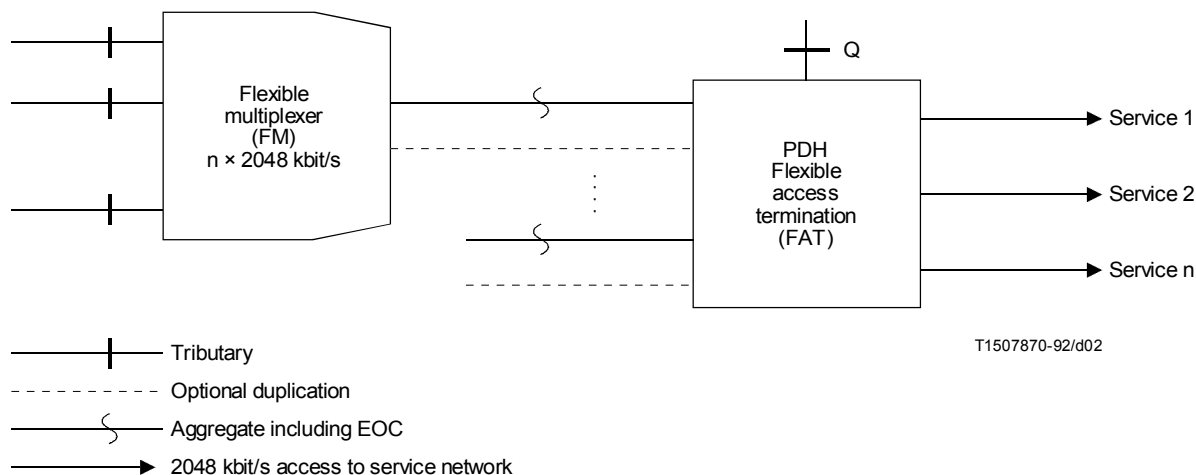 Q
Flexible
multiplexer
(FM)
n × 2048 kbit/s
PDH
Flexible
access
termination
(FAT)
Service 1
Service 2
Service n
T1507870-92/d02
Tributary
Optional duplication
Aggregate including EOC
2048 kbit/s access to service network